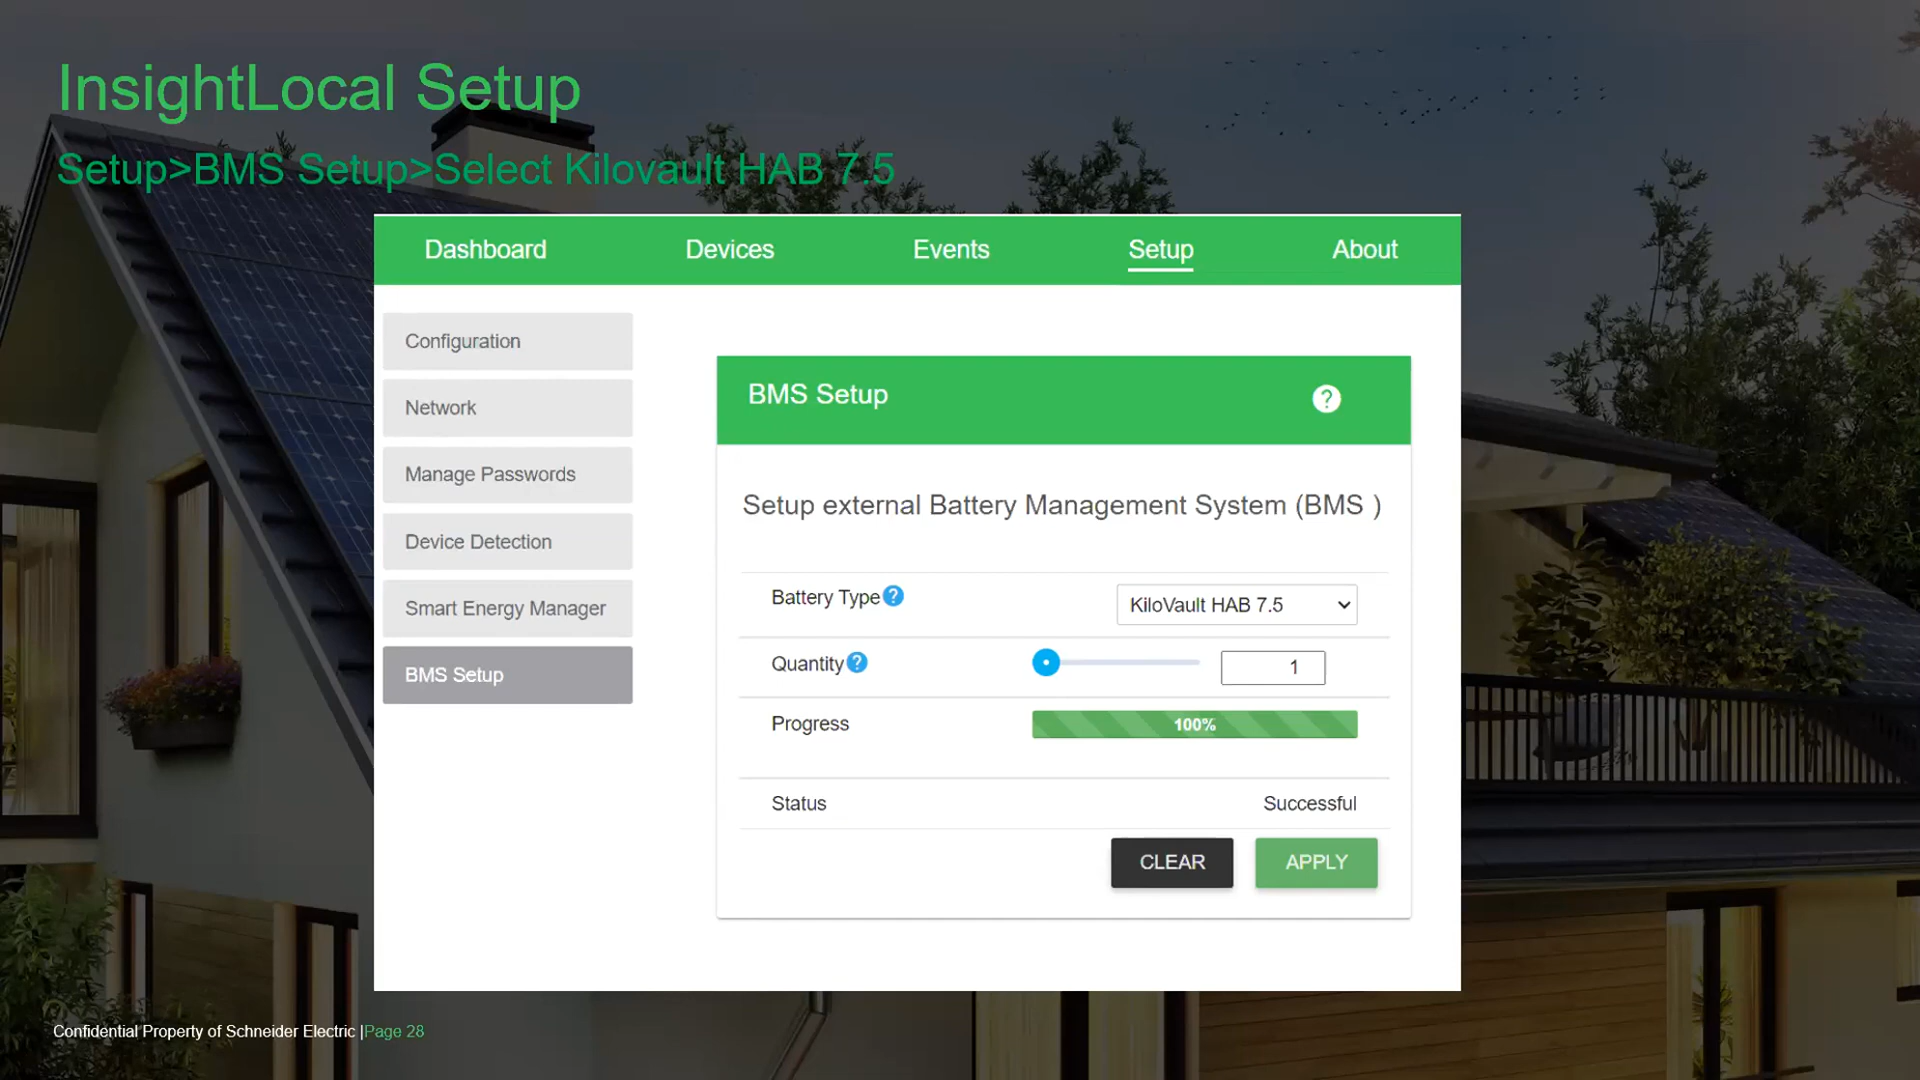 InsightLocal Setup
Setup>BMS Setup>Select Kilovault HAB 7.5
Dashboard Devices Events Setup About
Configuration
Network
Manage Passwords
Device Detection
Smart Energy Manager
BMS Setup
BMS Setup ?
Setup external Battery Management System (BMS )
Battery Type ? KiloVault HAB 7.5
Quantity ? 1
Progress 100%
Status Successful
CLEAR APPLY
Confidential Property of Schneider Electric |Page 28